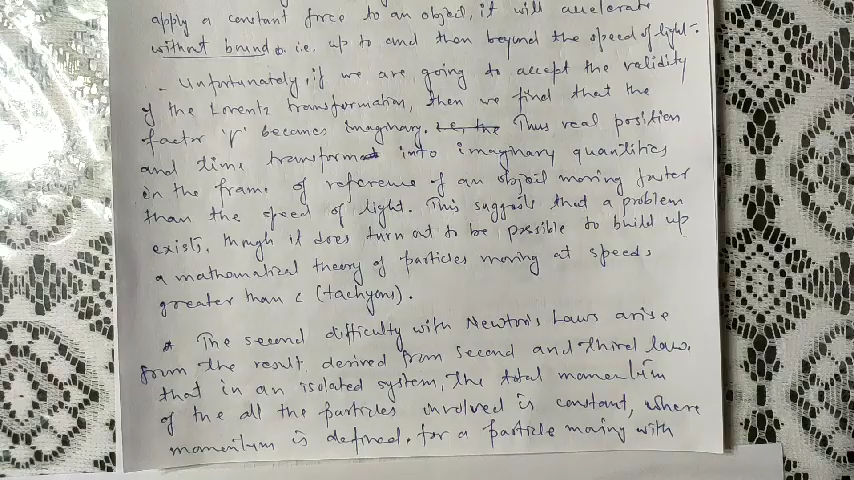 apply a constant force to an object, it will accelerate
without bound. i.e. up to and then beyond the speed of light.
- Unfortunately, if we are going to accept the validity
of the Lorentz transformation, then we find that the
factor 'γ' becomes imaginary. i.e, the Thus real position
and time transform into imaginary quantities
in the frame of reference of an object moving faster
than the speed of light. This suggests that a problem
exists, though it does turn out to be possible to build up
a mathematical theory of particles moving at speeds
greater than c (tachyons).
* The second difficulty with Newton's Laws arise
from the result, derived from second and third laws
that in an isolated system, the total momentum
of the all the particles involved is constant, where
momentum is defined, for a particle moving with